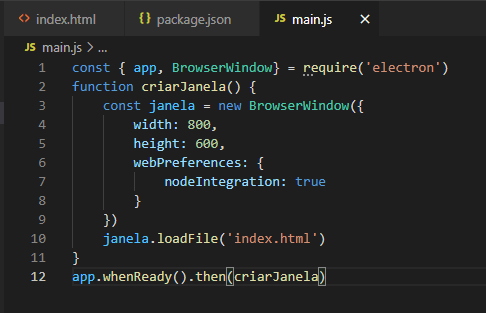 <> index.html
{} package.json
JS main.js ×
JS main.js > ...
1 const { app, BrowserWindow} = require('electron')
2 function criarJanela() {
3     const janela = new BrowserWindow({
4         width: 800,
5         height: 600,
6         webPreferences: {
7             nodeIntegration: true
8         }
9     })
10     janela.loadFile('index.html')
11 }
12 app.whenReady().then(criarJanela)